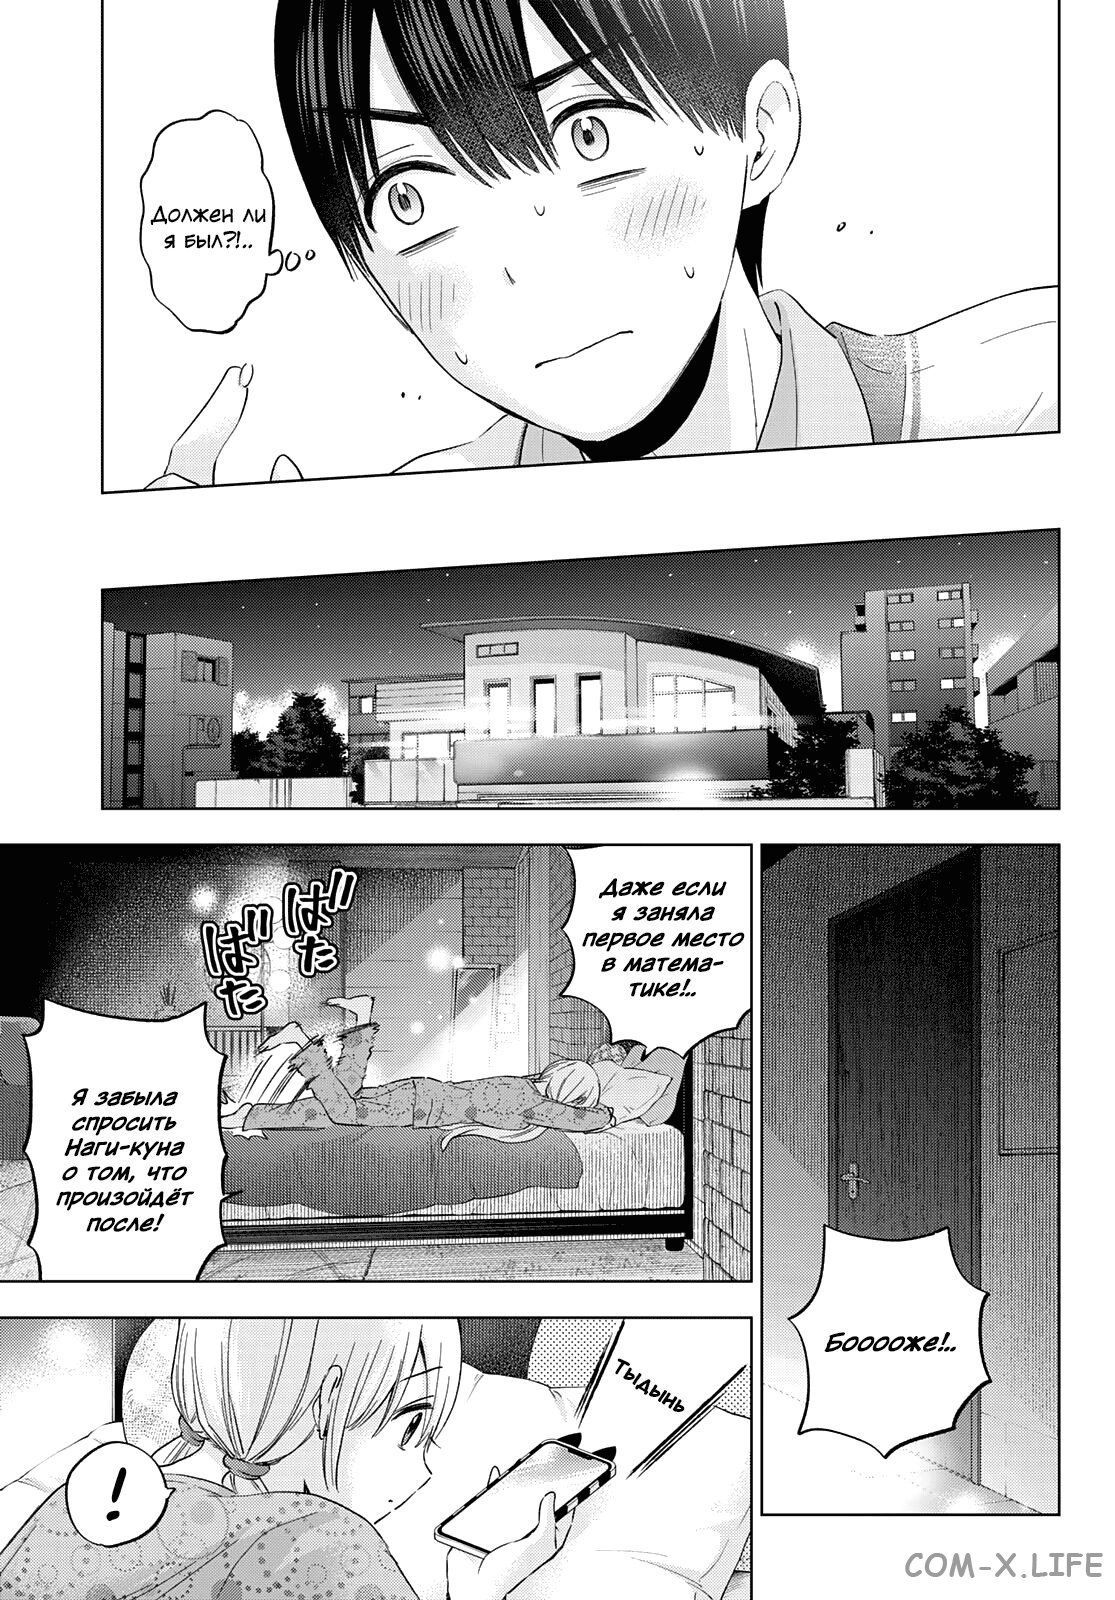 Должен ли
я был?!..
Бооооже!..
Даже если
я заняла
первое место
в матема-
тике!..
ばた
ばた
Я забыла
спросить
Наги-куна
о том, что
произойдёт
после!
Тыдынь
!
COM-X.LIFE